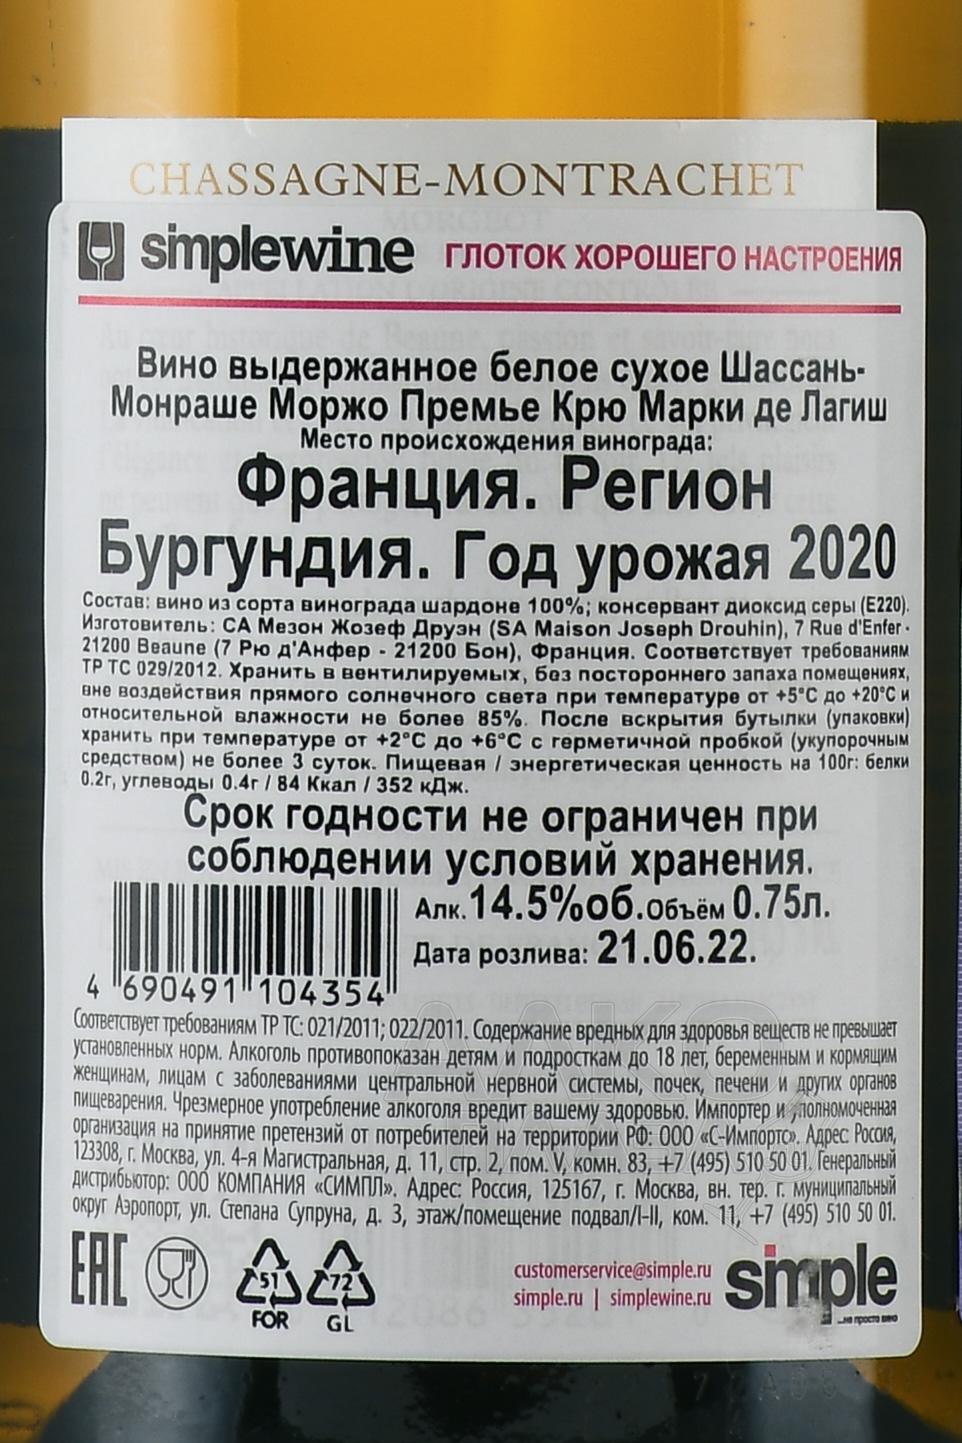 CHASSAGNE-MONTRACHET
MORGEOT
simplewine ГЛОТОК ХОРОШЕГО НАСТРОЕНИЯ
Вино выдержанное белое сухое Шассань-
Монраше Моржо Премье Крю Марки де Лагиш
Место происхождения винограда:
Франция. Регион
Бургундия. Год урожая 2020
Состав: вино из сорта винограда шардоне 100%; консервант диоксид серы (Е220).
Изготовитель: СА Мезон Жозеф Друэн (SA Maison Joseph Drouhin), 7 Rue d'Enfer -
21200 Beaune (7 Рю д'Анфер - 21200 Бон), Франция. Соответствует требованиям
ТР ТС 029/2012. Хранить в вентилируемых, без постороннего запаха помещениях,
вне воздействия прямого солнечного света при температуре от +5°С до +20°С и
относительной влажности не более 85%. После вскрытия бутылки (упаковки)
хранить при температуре от +2°С до +6°С с герметичной пробкой (укупорочным
средством) не более 3 суток. Пищевая / энергетическая ценность на 100г: белки
0.2г, углеводы 0.4г / 84 Ккал / 352 кДж.
Срок годности не ограничен при
соблюдении условий хранения.
Алк.14.5%об.Объём 0.75л.
Дата розлива: 21.06.22.
4 690491 104354
Соответствует требованиям ТР ТС: 021/2011; 022/2011. Содержание вредных для здоровья веществ не превышает
установленных норм. Алкоголь противопоказан детям и подросткам до 18 лет, беременным и кормящим
женщинам, лицам с заболеваниями центральной нервной системы, почек, печени и других органов
пищеварения. Чрезмерное употребление алкоголя вредит вашему здоровью. Импортер и уполномоченная
организация на принятие претензий от потребителей на территории РФ: ООО «С-Импортс». Адрес: Россия,
123308, г. Москва, ул. 4-я Магистральная, д. 11, стр. 2, пом. V, комн. 83, +7 (495) 510 50 01. Генеральный
дистрибьютор: ООО КОМПАНИЯ «СИМПЛ». Адрес: Россия, 125167, г. Москва, вн. тер. г. муниципальный
округ Аэропорт, ул. Степана Супруна, д. 3, этаж/помещение подвал/I-II, ком. 11, +7 (495) 510 50 01.
EAC
51
FOR
72
GL
customerservice@simple.ru
simple.ru | simplewine.ru
simple
...не просто вино